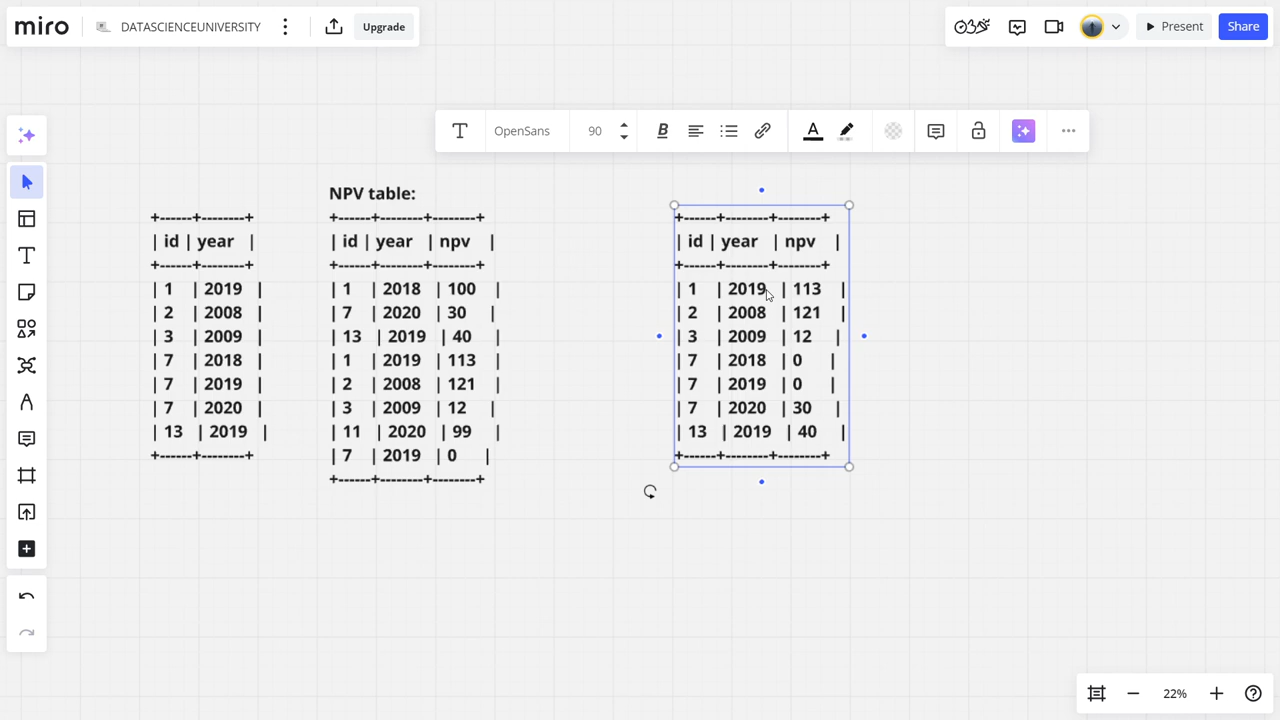 miro DATASCIENCEUNIVERSITY Upgrade
Present Share
OpenSans 90 B A
+------+--------+
| id | year |
+------+--------+
| 1 | 2019 |
| 2 | 2008 |
| 3 | 2009 |
| 7 | 2018 |
| 7 | 2019 |
| 7 | 2020 |
| 13 | 2019 |
+------+--------+
NPV table:
+------+--------+--------+
| id | year | npv |
+------+--------+--------+
| 1 | 2018 | 100 |
| 7 | 2020 | 30 |
| 13 | 2019 | 40 |
| 1 | 2019 | 113 |
| 2 | 2008 | 121 |
| 3 | 2009 | 12 |
| 11 | 2020 | 99 |
| 7 | 2019 | 0 |
+------+--------+--------+
+------+--------+--------+
| id | year | npv |
+------+--------+--------+
| 1 | 2019 | 113 |
| 2 | 2008 | 121 |
| 3 | 2009 | 12 |
| 7 | 2018 | 0 |
| 7 | 2019 | 0 |
| 7 | 2020 | 30 |
| 13 | 2019 | 40 |
+------+--------+--------+
22%